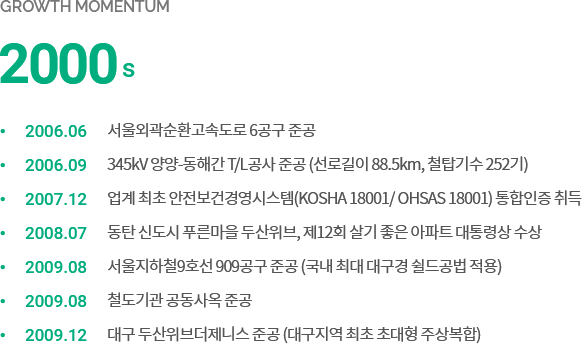 GROWTH MOMENTUM
2000s
• 2006.06 서울외곽순환고속도로 6공구 준공
• 2006.09 345kV 양양-동해간 T/L공사 준공 (선로길이 88.5km, 철탑기수 252기)
• 2007.12 업계 최초 안전보건경영시스템(KOSHA 18001/ OHSAS 18001) 통합인증 취득
• 2008.07 동탄 신도시 푸른마을 두산위브, 제12회 살기 좋은 아파트 대통령상 수상
• 2009.08 서울지하철9호선 909공구 준공 (국내 최대 대구경 쉴드공법 적용)
• 2009.08 철도기관 공동사옥 준공
• 2009.12 대구 두산위브더제니스 준공 (대구지역 최초 초대형 주상복합)